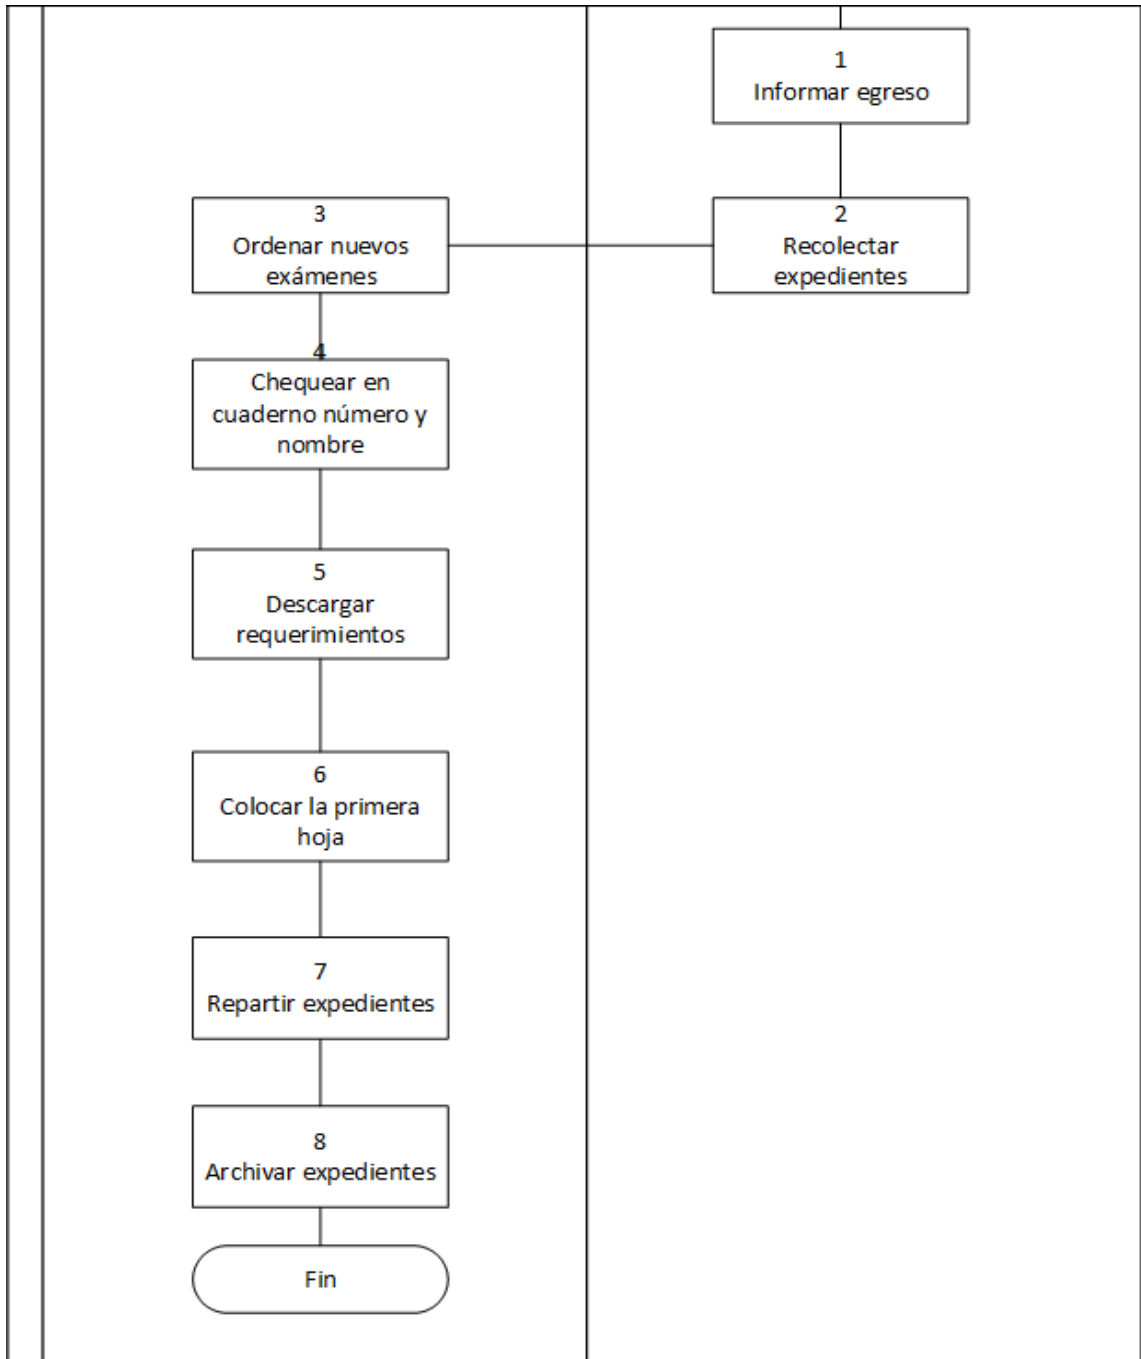 1
Informar egreso
2
Recolectar
expedientes
3
Ordenar nuevos
exámenes
4
Chequear en
cuaderno número y
nombre
5
Descargar
requerimientos
6
Colocar la primera
hoja
7
Repartir expedientes
8
Archivar expedientes
Fin